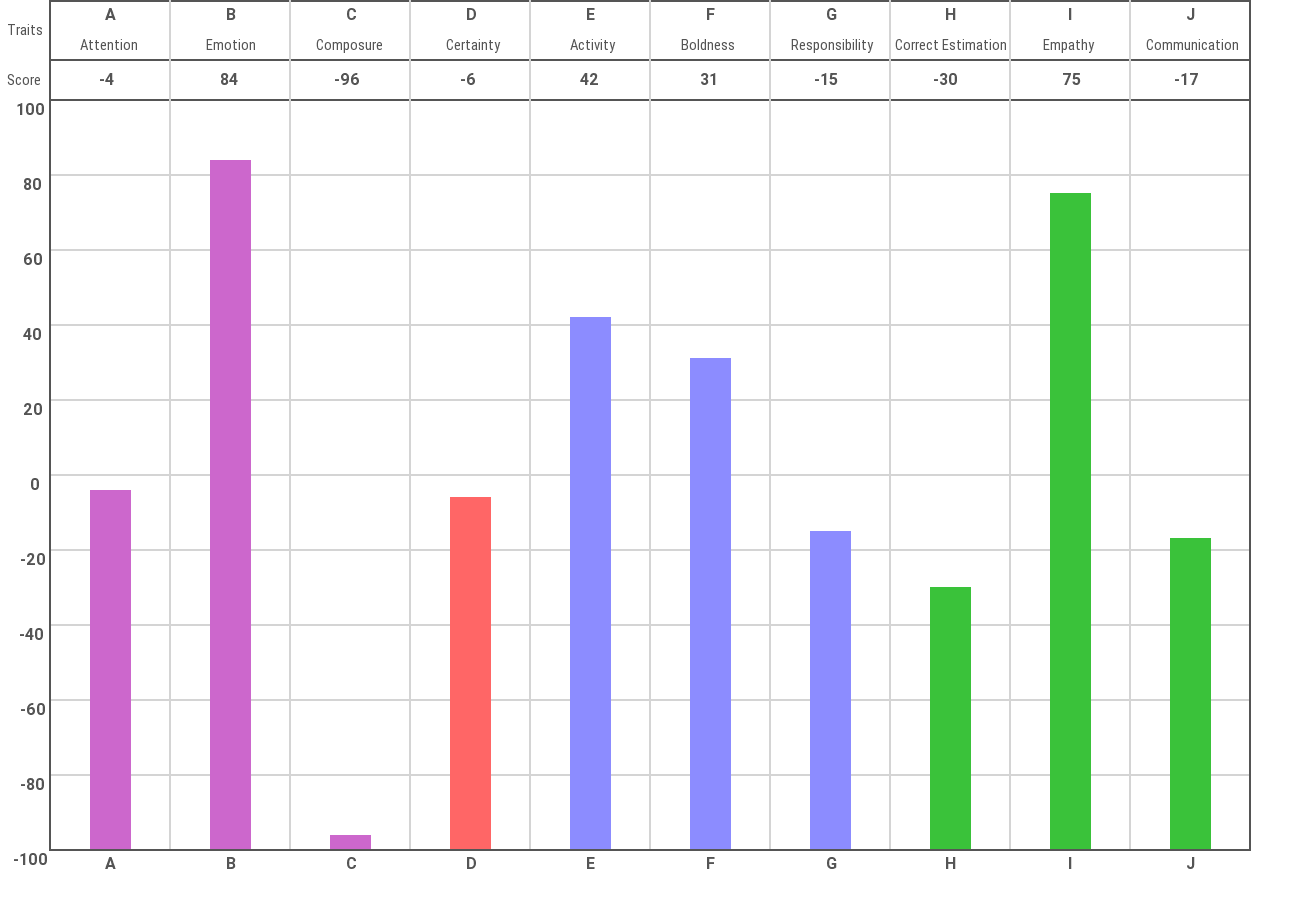 A B C D E F G H I J
Traits
Attention Emotion Composure Certainty Activity Boldness Responsibility Correct Estimation Empathy Communication
Score -4 84 -96 -6 42 31 -15 -30 75 -17
100
80
60
40
20
0
-20
-40
-60
-80
-100
A B C D E F G H I J